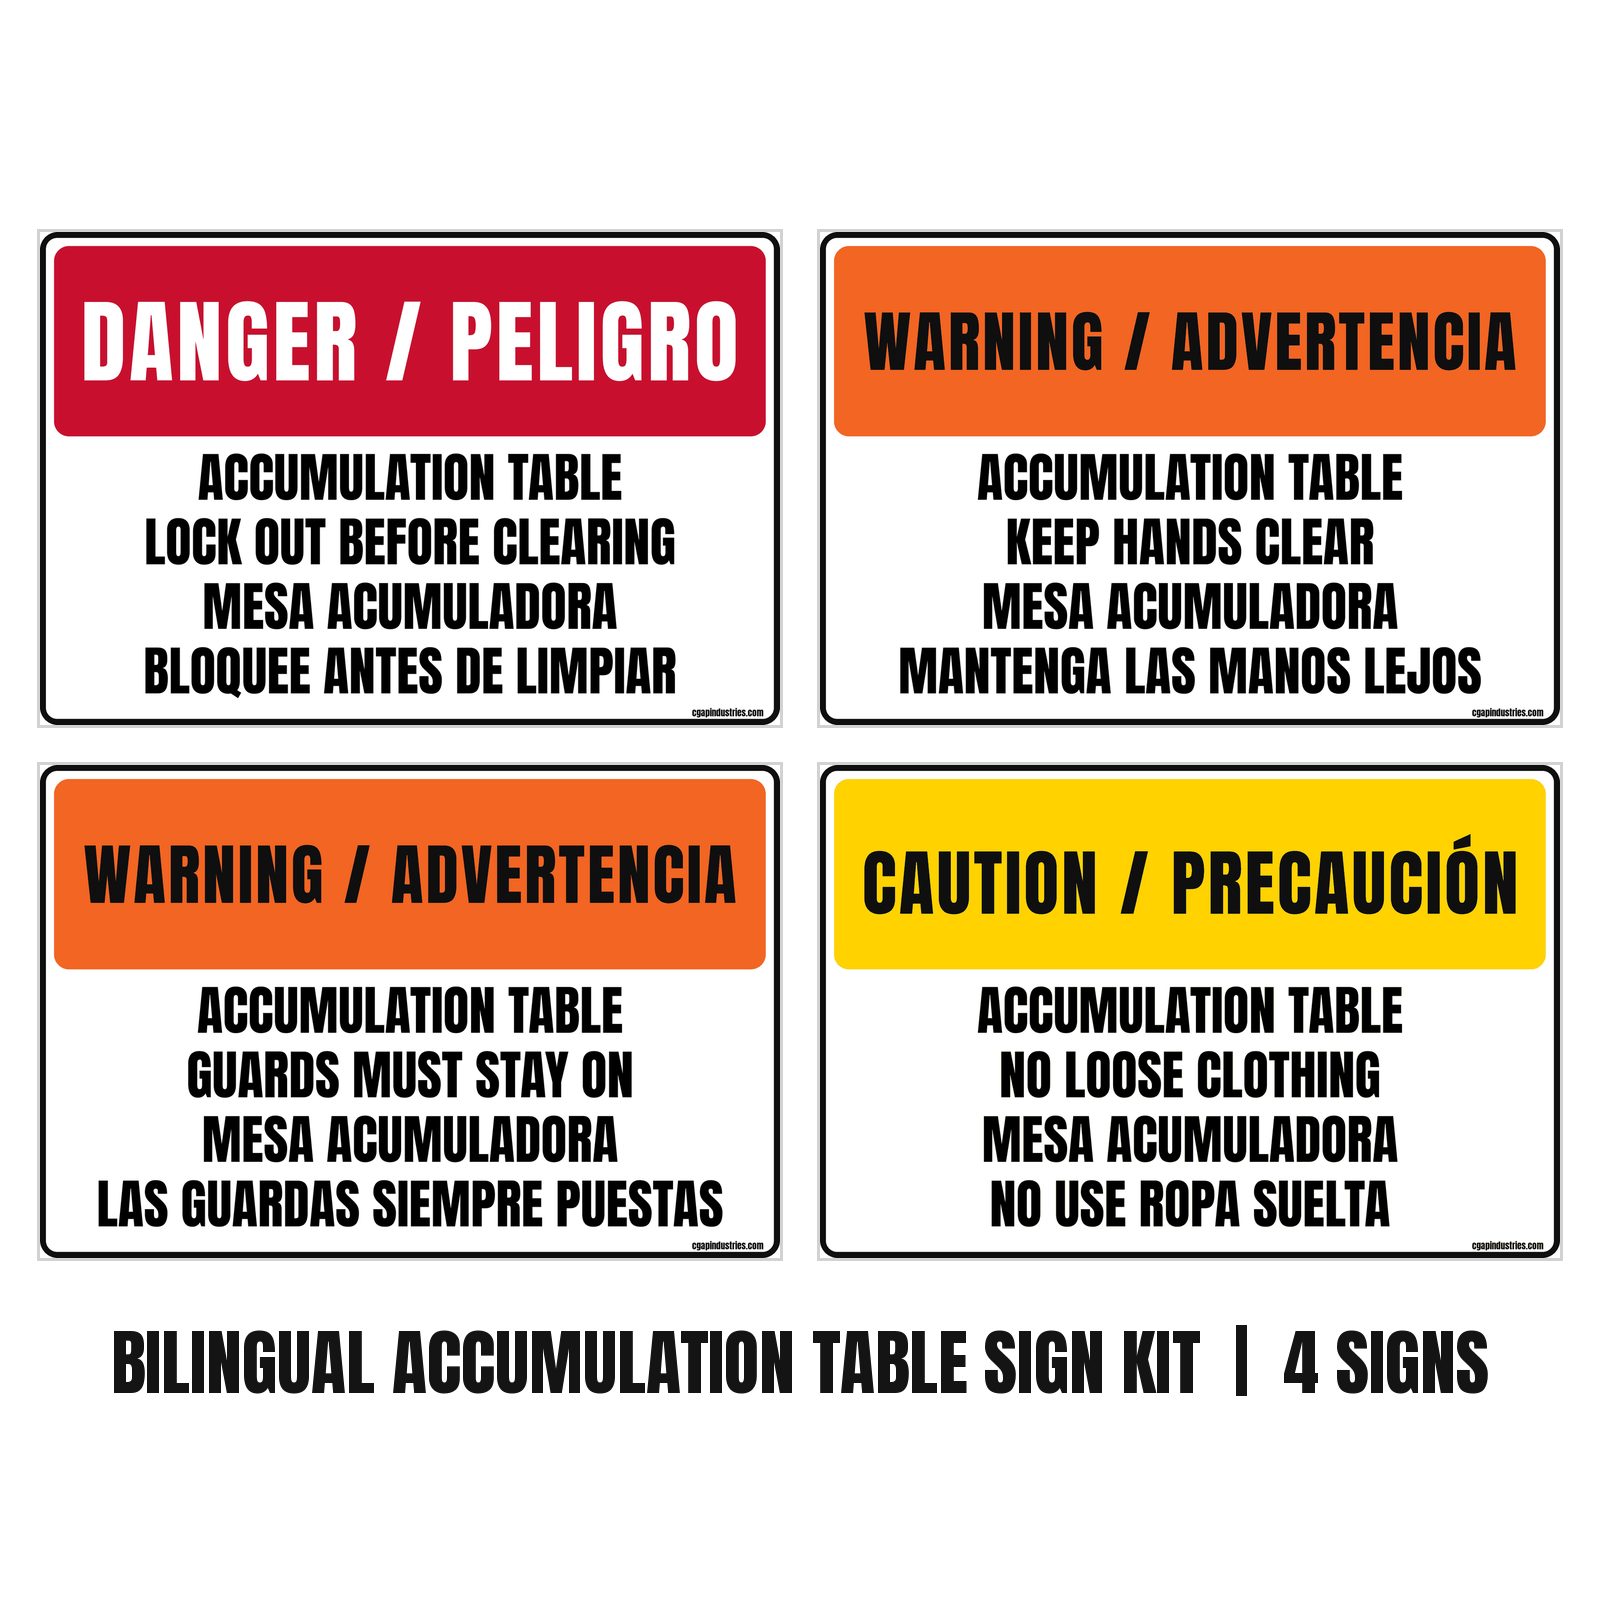 DANGER / PELIGRO
ACCUMULATION TABLE
LOCK OUT BEFORE CLEARING
MESA ACUMULADORA
BLOQUEE ANTES DE LIMPIAR
cgapindustries.com
WARNING / ADVERTENCIA
ACCUMULATION TABLE
KEEP HANDS CLEAR
MESA ACUMULADORA
MANTENGA LAS MANOS LEJOS
cgapindustries.com
WARNING / ADVERTENCIA
ACCUMULATION TABLE
GUARDS MUST STAY ON
MESA ACUMULADORA
LAS GUARDAS SIEMPRE PUESTAS
cgapindustries.com
CAUTION / PRECAUCIÓN
ACCUMULATION TABLE
NO LOOSE CLOTHING
MESA ACUMULADORA
NO USE ROPA SUELTA
cgapindustries.com
BILINGUAL ACCUMULATION TABLE SIGN KIT | 4 SIGNS